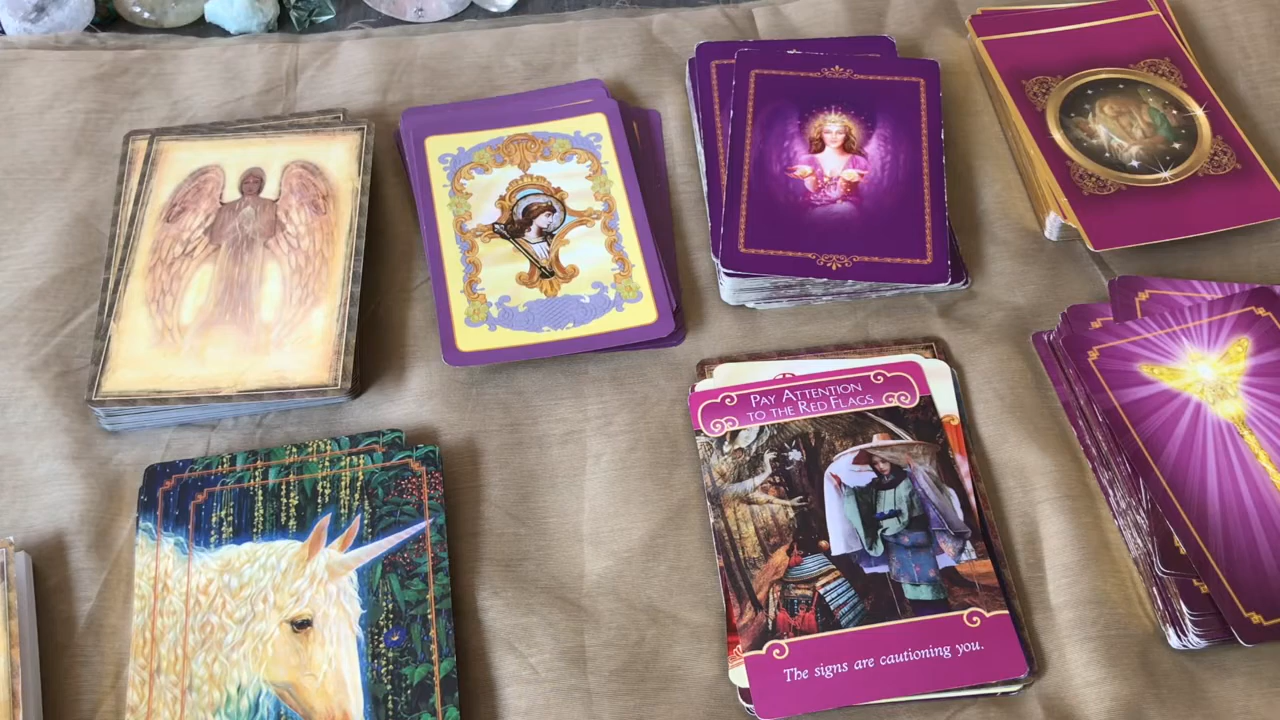 PAY ATTENTION
TO THE RED FLAGS
The signs are cautioning you.